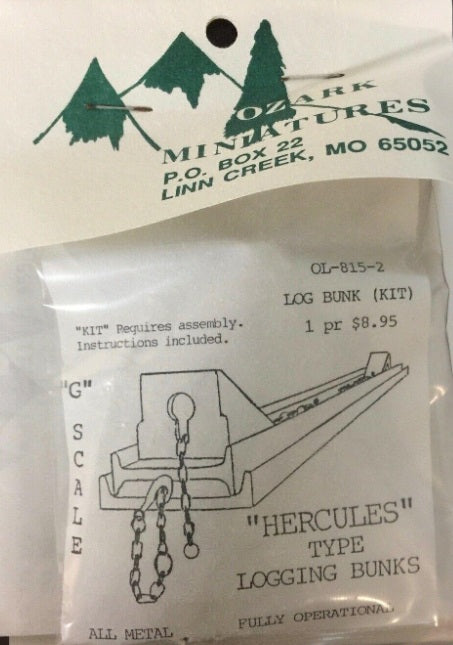 OZARK
MINIATURES
P.O. BOX 22
LINN CREEK, MO 65052
OL-815-2
LOG BUNK (KIT)
1 pr $8.95
"KIT" Requires assembly.
Instructions included.
"G"
SCALE
"HERCULES"
TYPE
LOGGING BUNKS
ALL METAL
FULLY OPERATIONAL